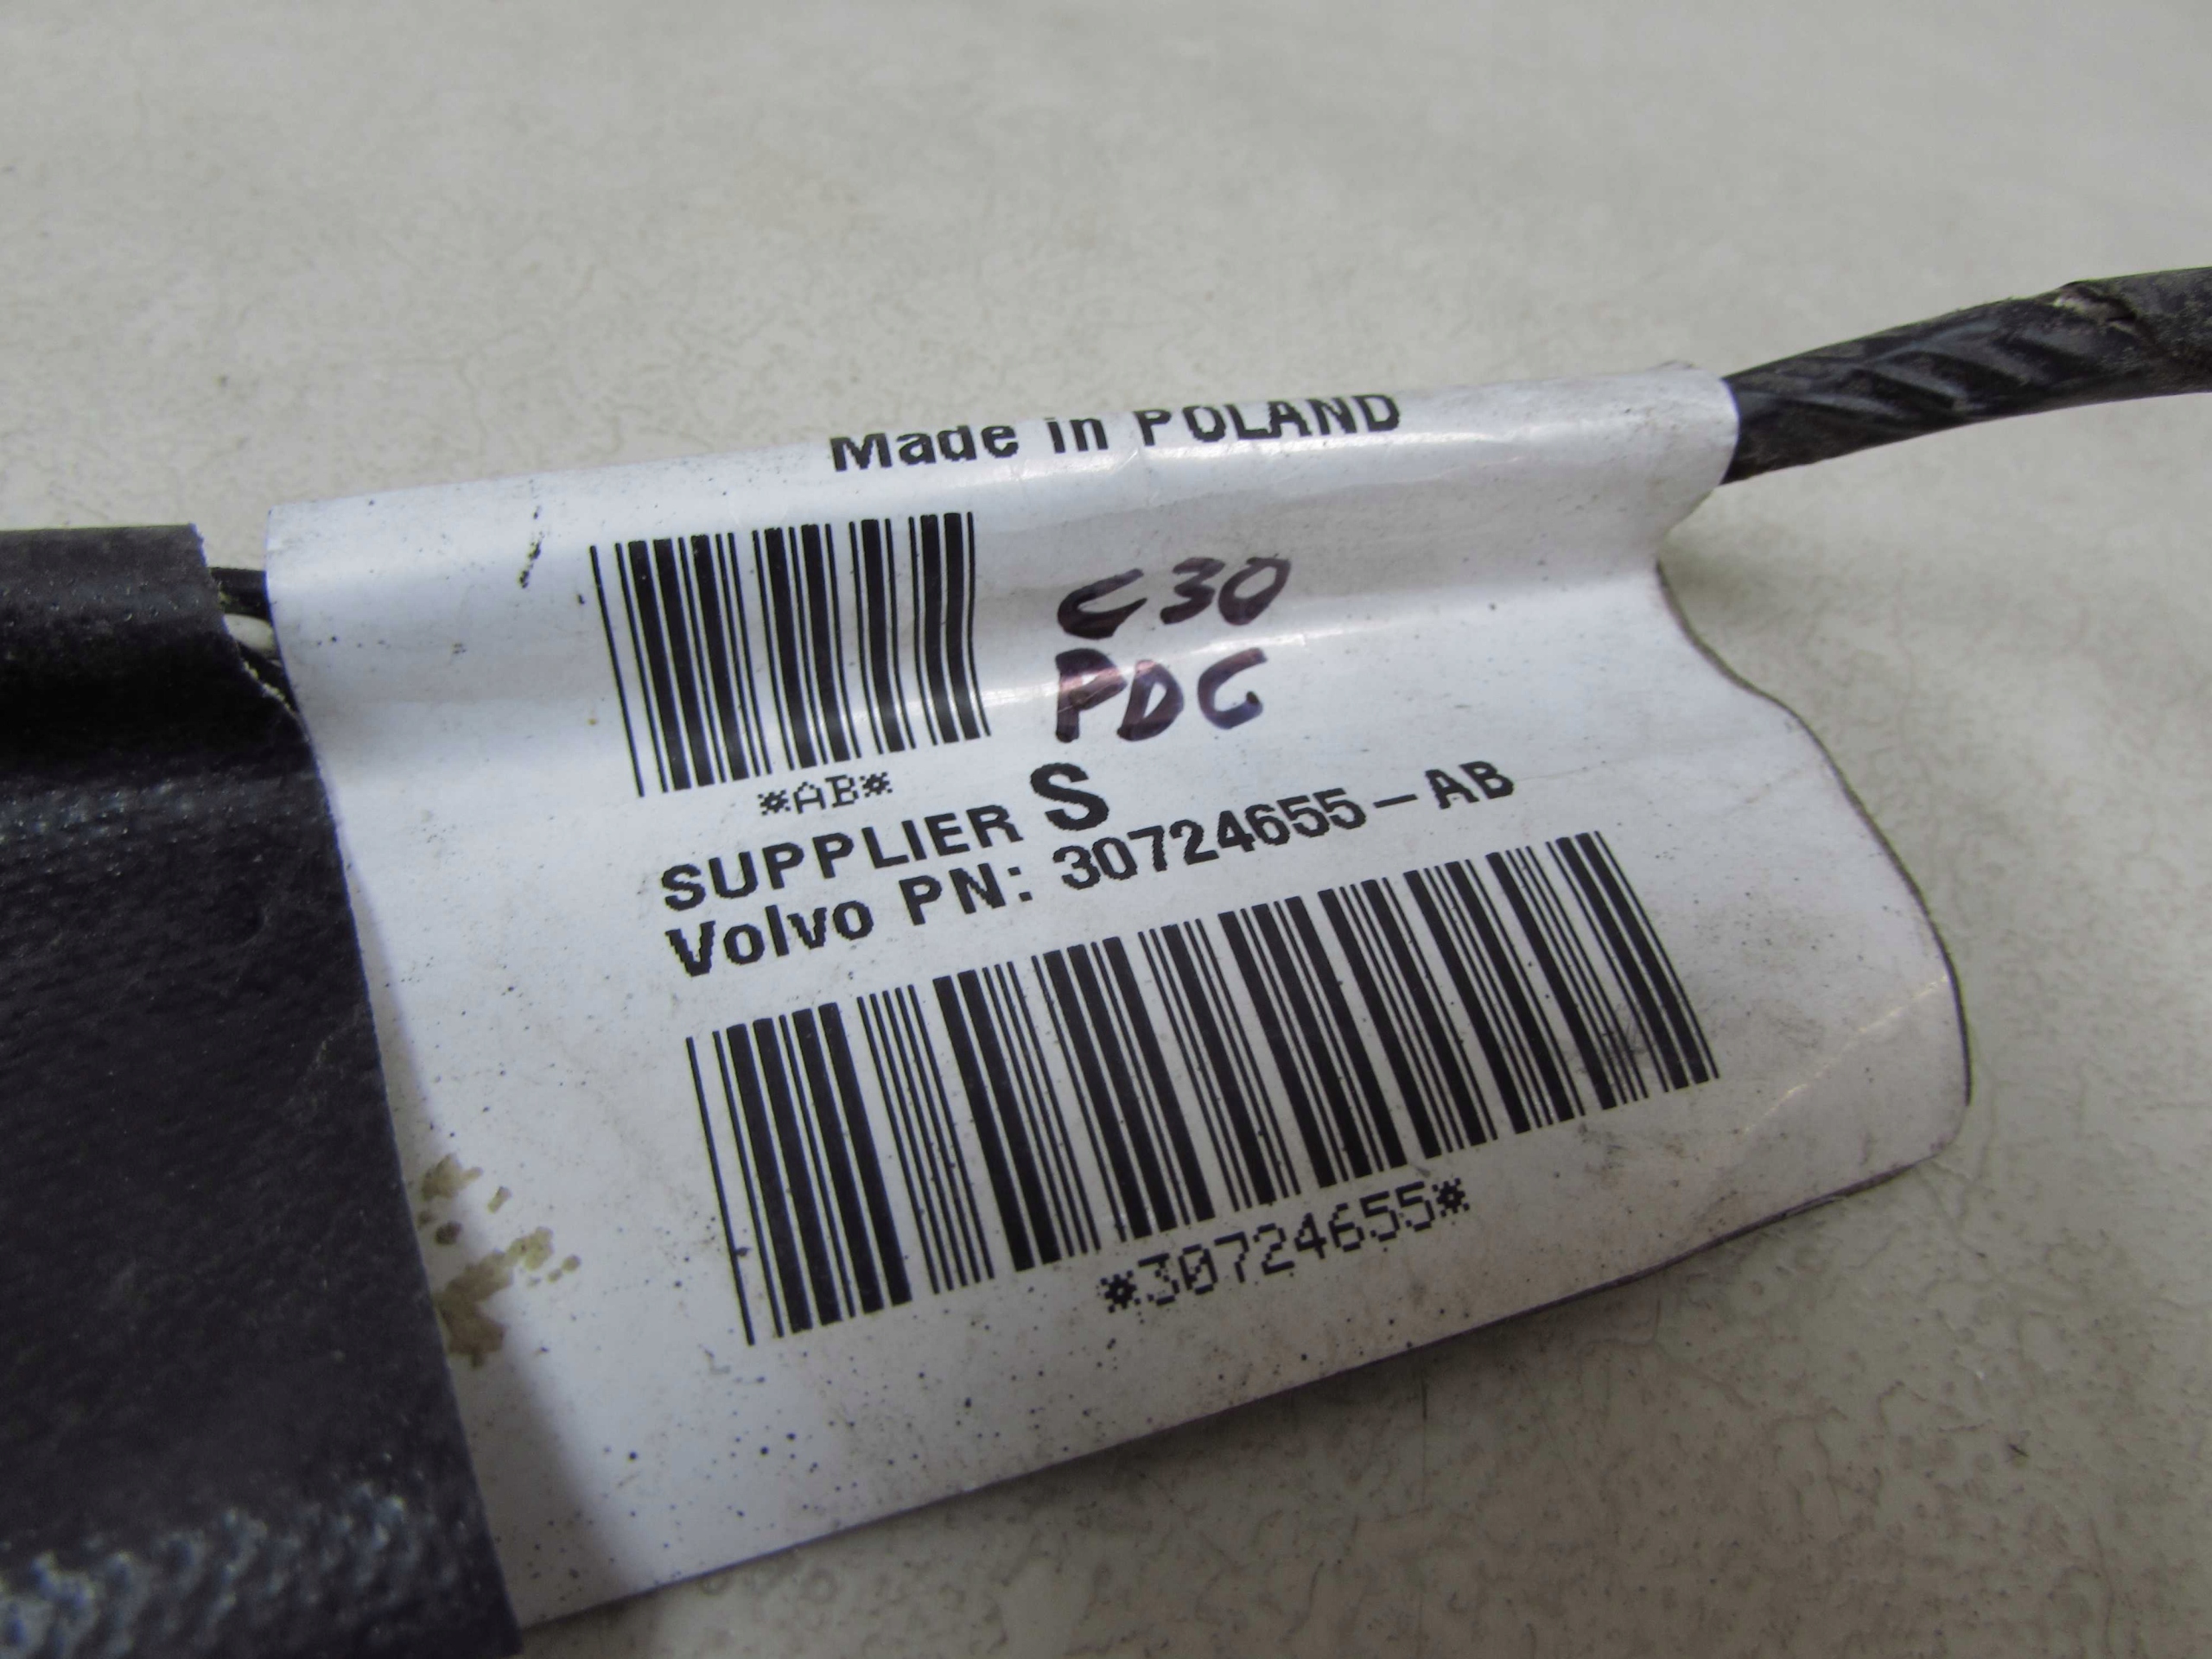 Made in POLAND
C30
PDC
*AB*
SUPPLIER S
Volvo PN: 30724655-AB
*30724655*